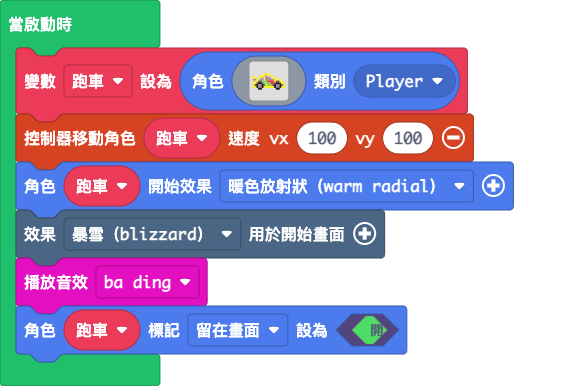 當啟動時
變數 跑車 設為 角色 類別 Player
控制器移動角色 跑車 速度 vx 100 vy 100
角色 跑車 開始效果 暖色放射狀 (warm radial)
效果 暴雪 (blizzard) 用於開始畫面
播放音效 ba ding
角色 跑車 標記 留在畫面 設為 開